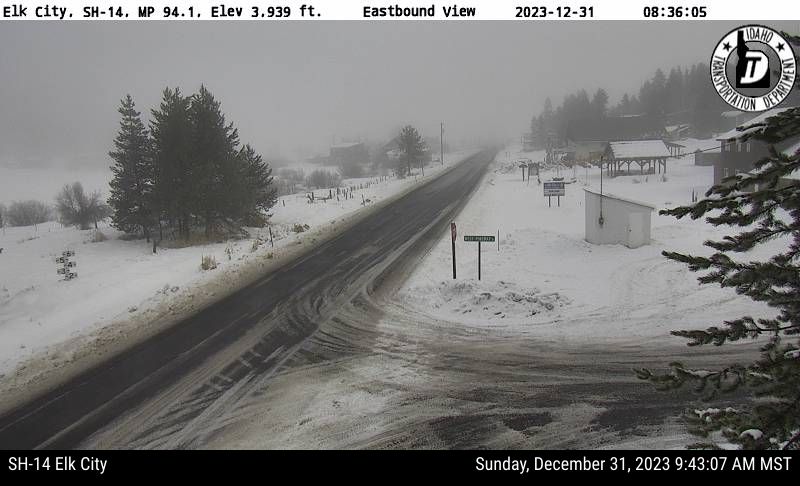 Elk City, SH-14, MP 94.1, Elev 3,939 ft. Eastbound View 2023-12-31 08:36:05
IDAHO
TRANSPORTATION DEPARTMENT
SH-14 Elk City Sunday, December 31, 2023 9:43:07 AM MST